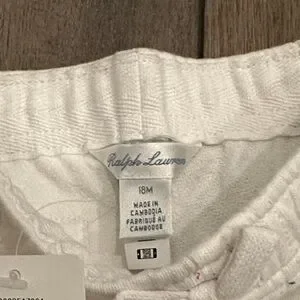 Ralph Lauren
18M
MADE IN
CAMBODIA
FABRIQUÉ AU
CAMBODGE